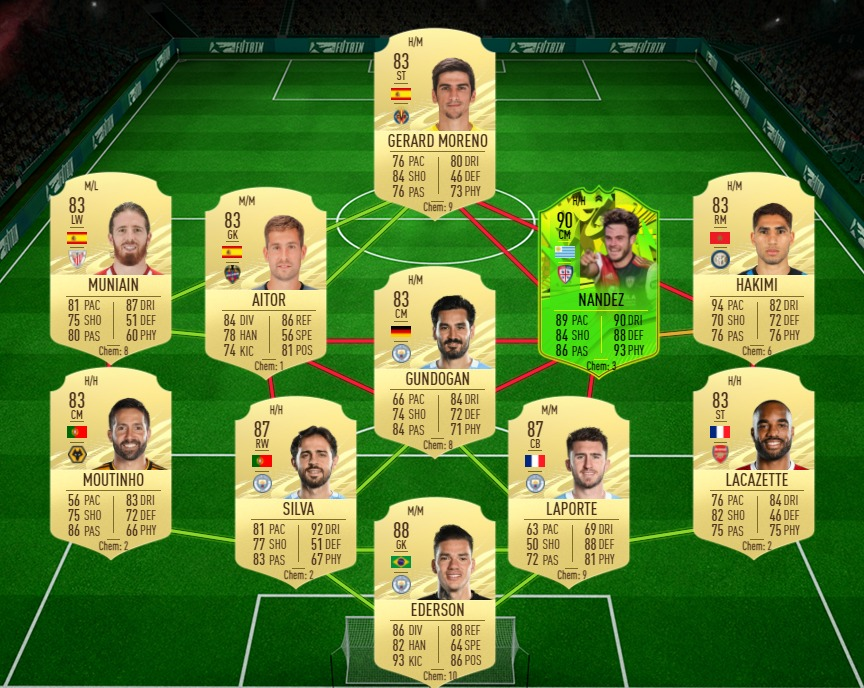 FUTBIN FUTBIN FUTBIN FUTBIN
H/M
83
ST
GERARD MORENO
76 PAC 80 DRI
84 SHO 46 DEF
76 PAS 73 PHY
Chem: 9
M/L
83
LW
MUNIAIN
81 PAC 87 DRI
75 SHO 51 DEF
80 PAS 60 PHY
Chem: 8
M/M
83
GK
AITOR
84 DIV 86 REF
78 HAN 56 SPE
74 KIC 81 POS
Chem: 1
H/M
83
CM
GUNDOGAN
66 PAC 84 DRI
74 SHO 72 DEF
84 PAS 71 PHY
Chem: 8
H/H
90
CM
NANDEZ
89 PAC 90 DRI
84 SHO 88 DEF
86 PAS 93 PHY
Chem: 3
H/M
83
RM
HAKIMI
94 PAC 82 DRI
70 SHO 72 DEF
76 PAS 76 PHY
Chem: 6
H/H
83
CM
MOUTINHO
56 PAC 83 DRI
75 SHO 72 DEF
86 PAS 66 PHY
Chem: 2
H/H
87
RW
SILVA
81 PAC 92 DRI
77 SHO 51 DEF
83 PAS 67 PHY
Chem: 2
M/M
88
GK
EDERSON
86 DIV 88 REF
82 HAN 64 SPE
93 KIC 86 POS
Chem: 10
M/M
87
CB
LAPORTE
63 PAC 69 DRI
50 SHO 88 DEF
72 PAS 81 PHY
Chem: 9
H/H
83
ST
LACAZETTE
76 PAC 84 DRI
82 SHO 46 DEF
75 PAS 75 PHY
Chem: 2